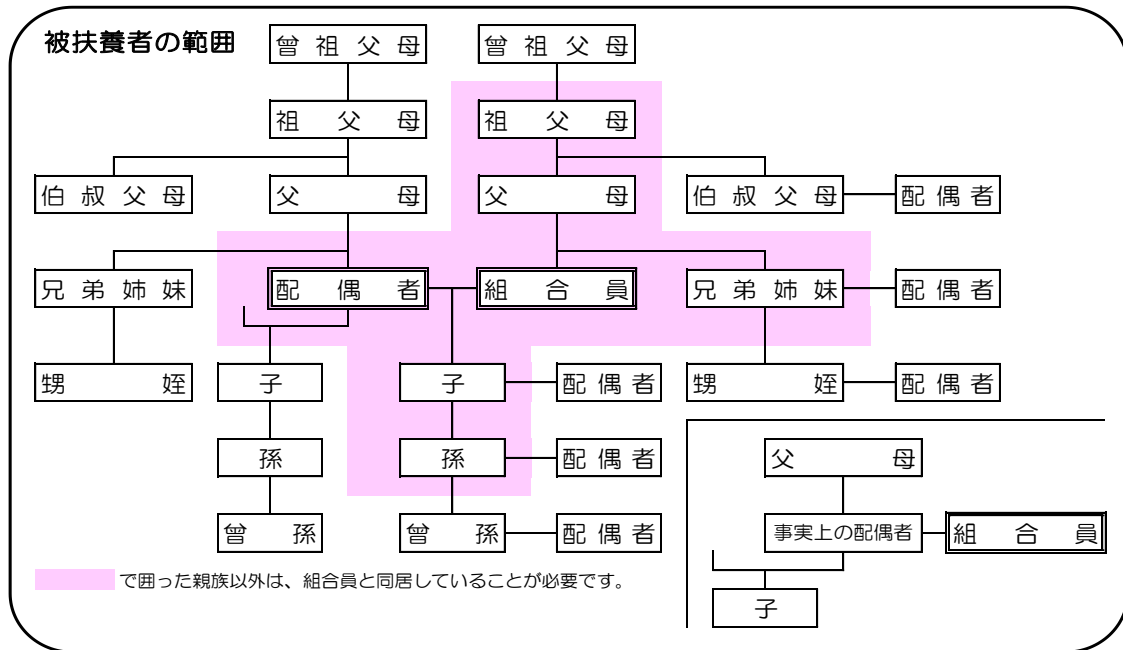 被扶養者の範囲
曾祖父母 曾祖父母
祖父母 祖父母
伯叔父母 父母 父母 伯叔父母 配偶者
兄弟姉妹 配偶者 組合員 兄弟姉妹 配偶者
甥姪 子 子 配偶者 甥姪 配偶者
孫 孫 配偶者 父母
曾孫 曾孫 配偶者 事実上の配偶者 組合員
で囲った親族以外は、組合員と同居していることが必要です。
子